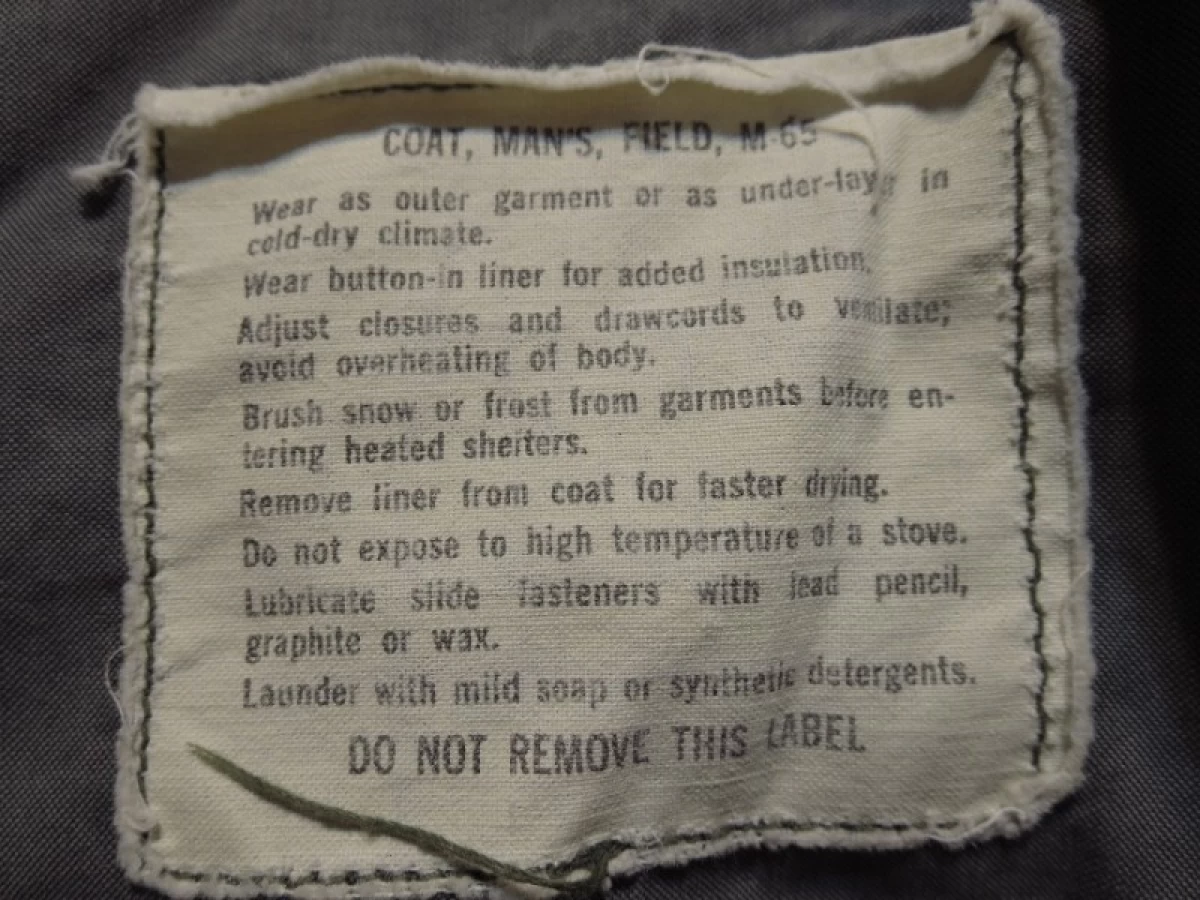 COAT, MAN'S, FIELD, M-65
Wear as outer garment or as under-layer in
cold-dry climate.
Wear button-in liner for added insulation.
Adjust closures and drawcords to ventilate;
avoid overheating of body.
Brush snow or frost from garments before en-
tering heated shelters.
Remove liner from coat for faster drying.
Do not expose to high temperature of a stove.
Lubricate slide fasteners with lead pencil,
graphite or wax.
Launder with mild soap or synthetic detergents.
DO NOT REMOVE THIS LABEL